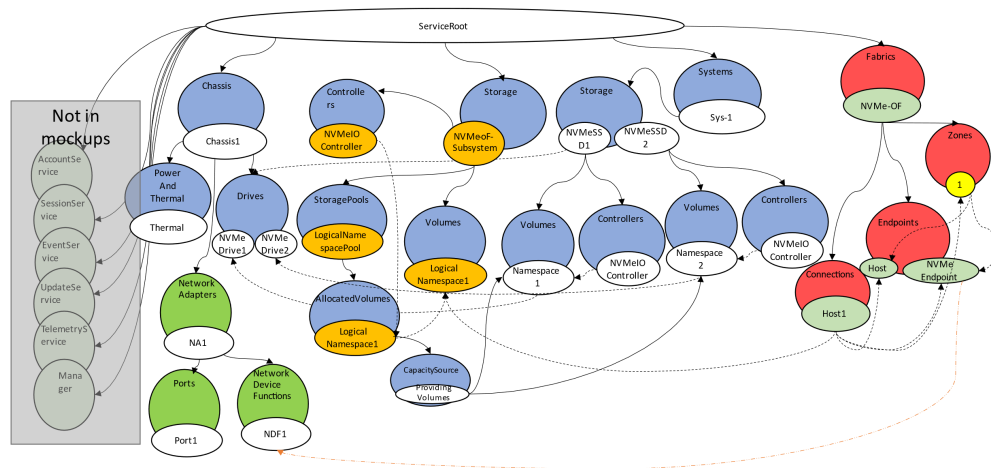 ServiceRoot
Not in
mockups
AccountSe
rvice
SessionSer
vice
EventServ
ice
UpdateSe
rvice
TelemetryS
ervice
Mana
ger
Chassis
Chassis1
Power
And
Thermal
Thermal
Drives
NVMe
Drive1
NVMe
Drive2
Network
Adapters
NA1
Ports
Port1
Network
Device
Functions
NDF1
Controlle
rs
NVMeIO
Controller
Storage
NVMeoF-
Subsystem
StoragePools
LogicalName
spacePool
AllocatedVolumes
Logical
Namespace1
Volumes
Logical
Namespace1
CapacitySource
Providing
Volumes
Storage
NVMeSS
D1
NVMeSSD
2
Systems
Sys-1
Volumes
Namespace
1
Controllers
NVMeIO
Controller
Volumes
Namespace
2
Controllers
NVMeIO
Controller
Fabrics
NVMe-OF
Zones
1
Endpoints
Host
NVMe
Endpoint
Connections
Host1